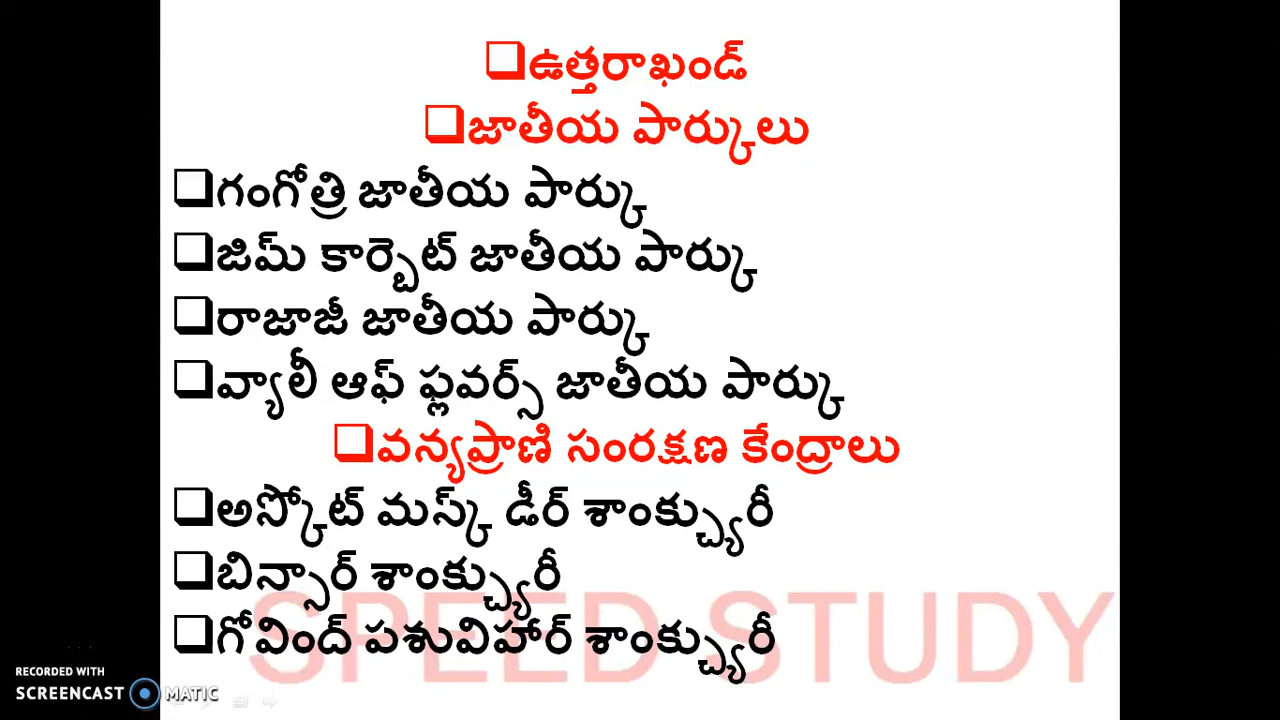 ❑ఉత్తరాఖండ్
❑జాతీయ పార్కులు
❑గంగోత్రి జాతీయ పార్కు
❑జిమ్ కార్బెట్ జాతీయ పార్కు
❑రాజాజీ జాతీయ పార్కు
❑వ్యాలీ ఆఫ్ ఫ్లవర్స్ జాతీయ పార్కు
❑వన్యప్రాణి సంరక్షణ కేంద్రాలు
❑అస్కోట్ మస్క్ డీర్ శాంక్చ్యురీ
❑బిన్సార్ శాంక్చ్యురీ
❑గోవింద్ పశువిహార్ శాంక్చ్యురీ
SPEED STUDY
RECORDED WITH
SCREENCAST MATIC